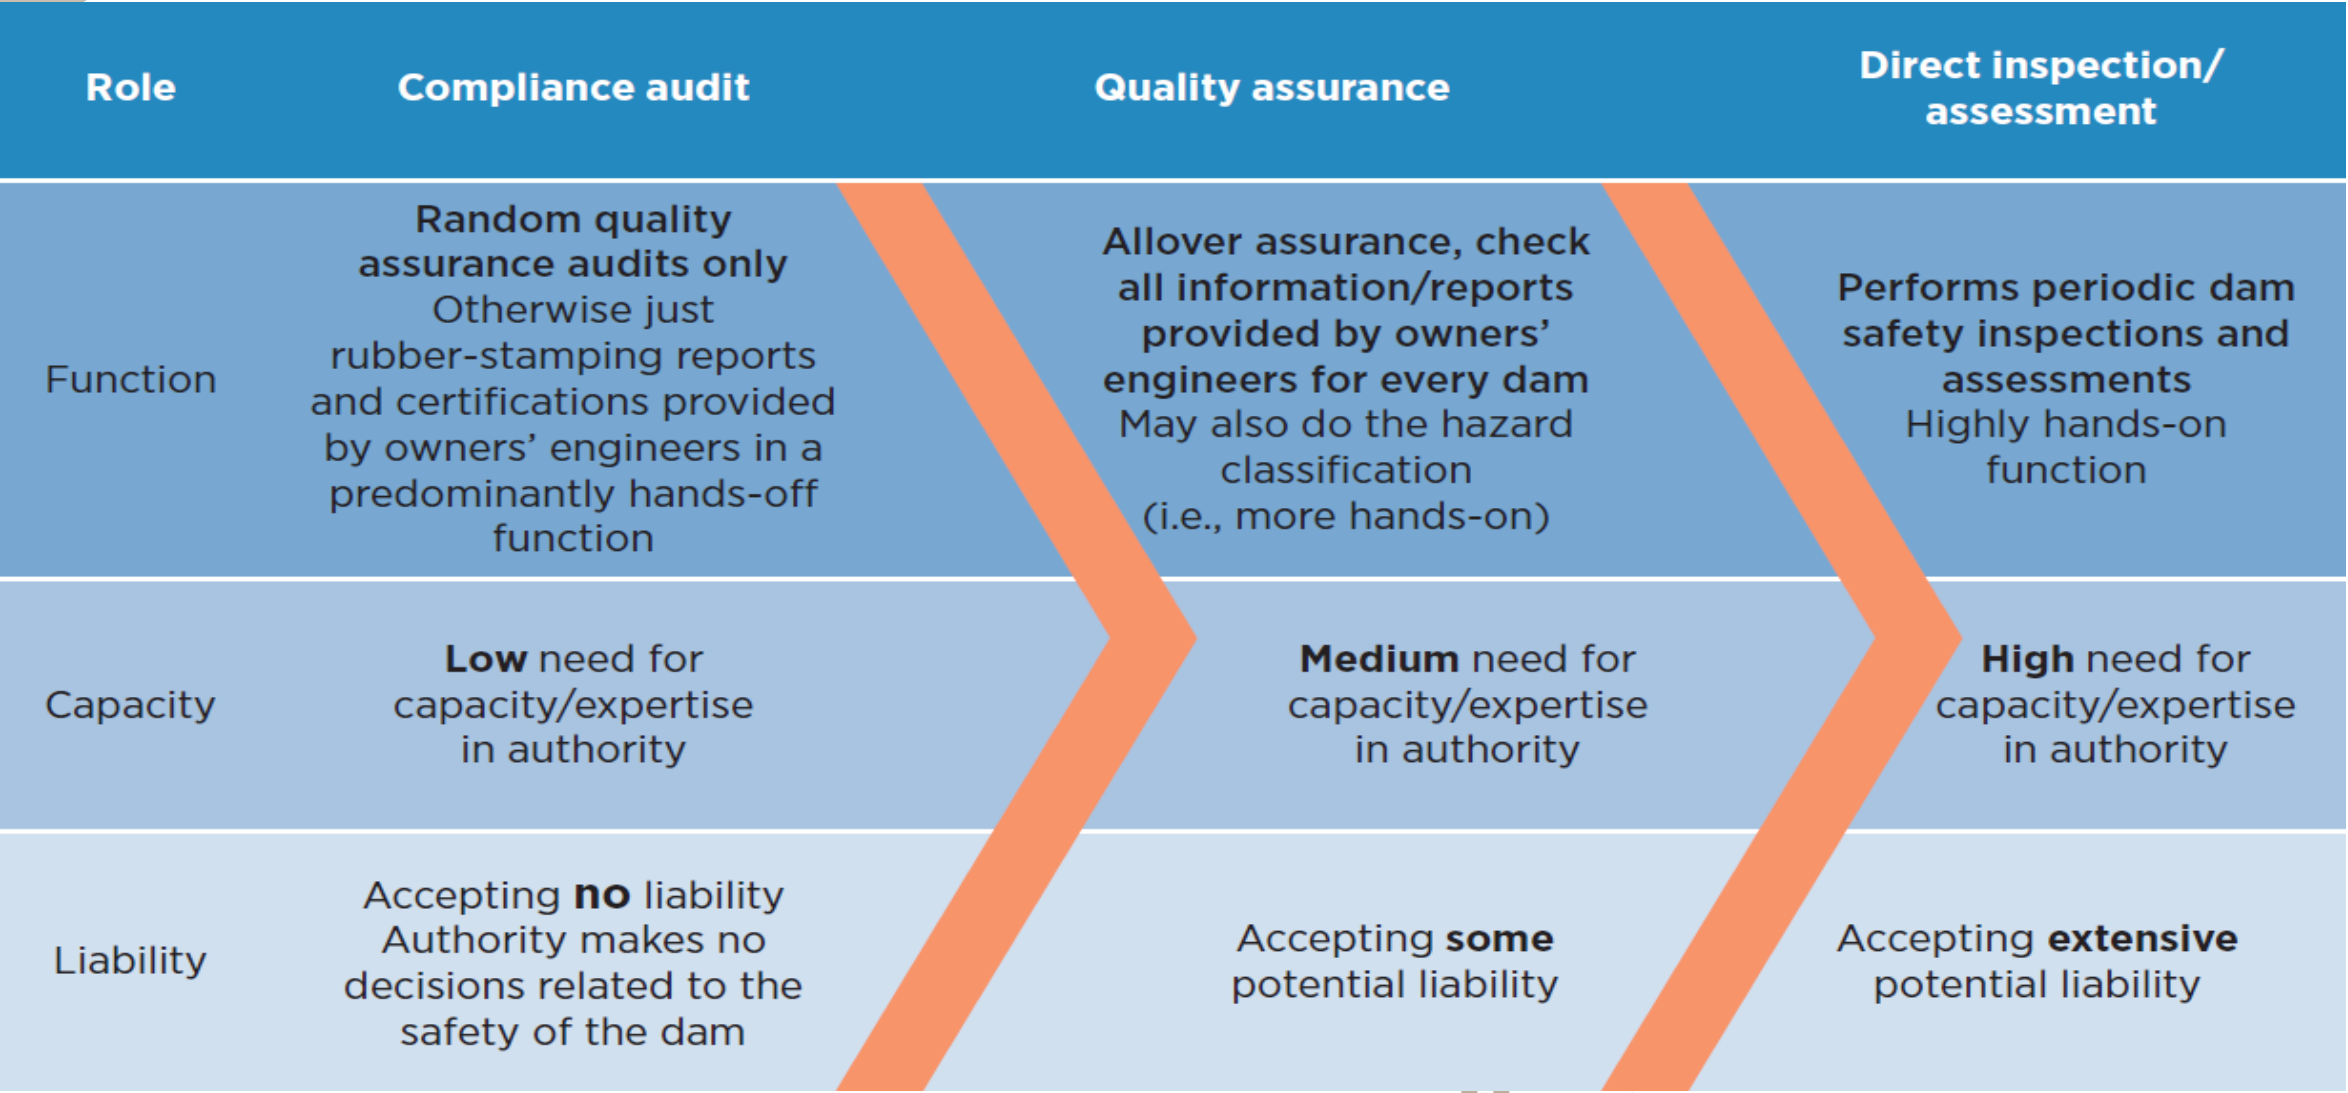 Role
Compliance audit
Quality assurance
Direct inspection/
assessment
Function
Random quality
assurance audits only
Otherwise just
rubber-stamping reports
and certifications provided
by owners’ engineers in a
predominantly hands-off
function
Allover assurance, check
all information/reports
provided by owners’
engineers for every dam
May also do the hazard
classification
(i.e., more hands-on)
Performs periodic dam
safety inspections and
assessments
Highly hands-on
function
Capacity
Low need for
capacity/expertise
in authority
Medium need for
capacity/expertise
in authority
High need for
capacity/expertise
in authority
Liability
Accepting no liability
Authority makes no
decisions related to the
safety of the dam
Accepting some
potential liability
Accepting extensive
potential liability